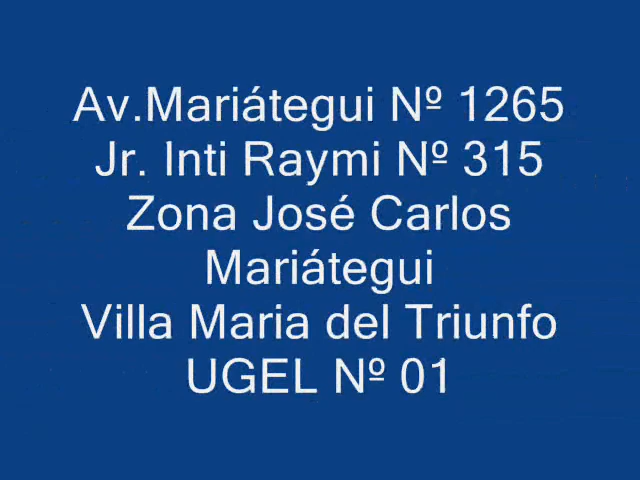 Av.Mariátegui Nº 1265
Jr. Inti Raymi Nº 315
Zona José Carlos
Mariátegui
Villa Maria del Triunfo
UGEL Nº 01